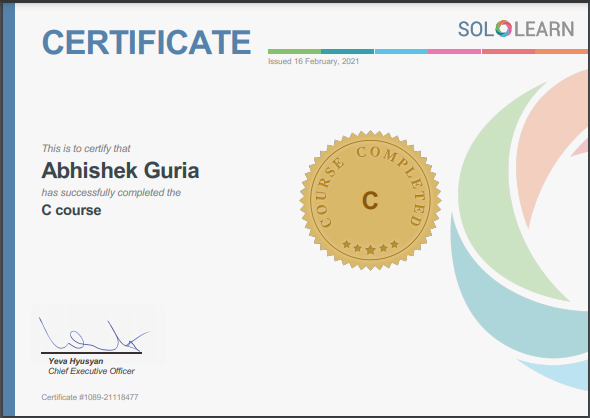 CERTIFICATE
SOLOLEARN
Issued 16 February, 2021
This is to certify that
Abhishek Guria
has successfully completed the
C course
COURSE COMPLETED
C
Yeva Hyusyan
Chief Executive Officer
Certificate #1089-21118477